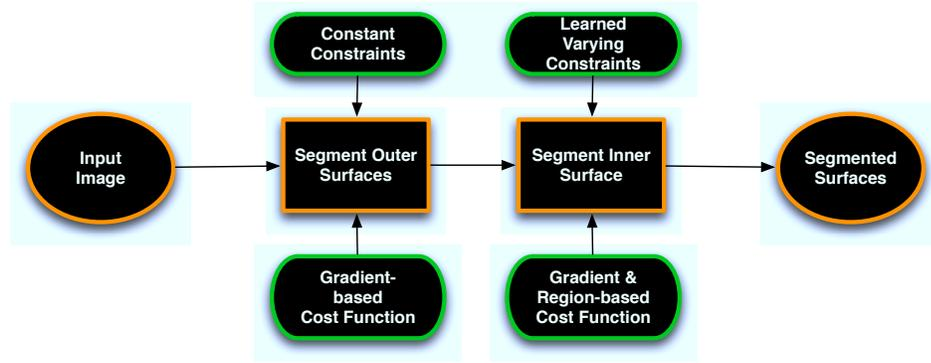 Constant
Constraints
Learned
Varying
Constraints
Input
Image
Segment Outer
Surfaces
Segment Inner
Surface
Segmented
Surfaces
Gradient-
based
Cost Function
Gradient &
Region-based
Cost Function